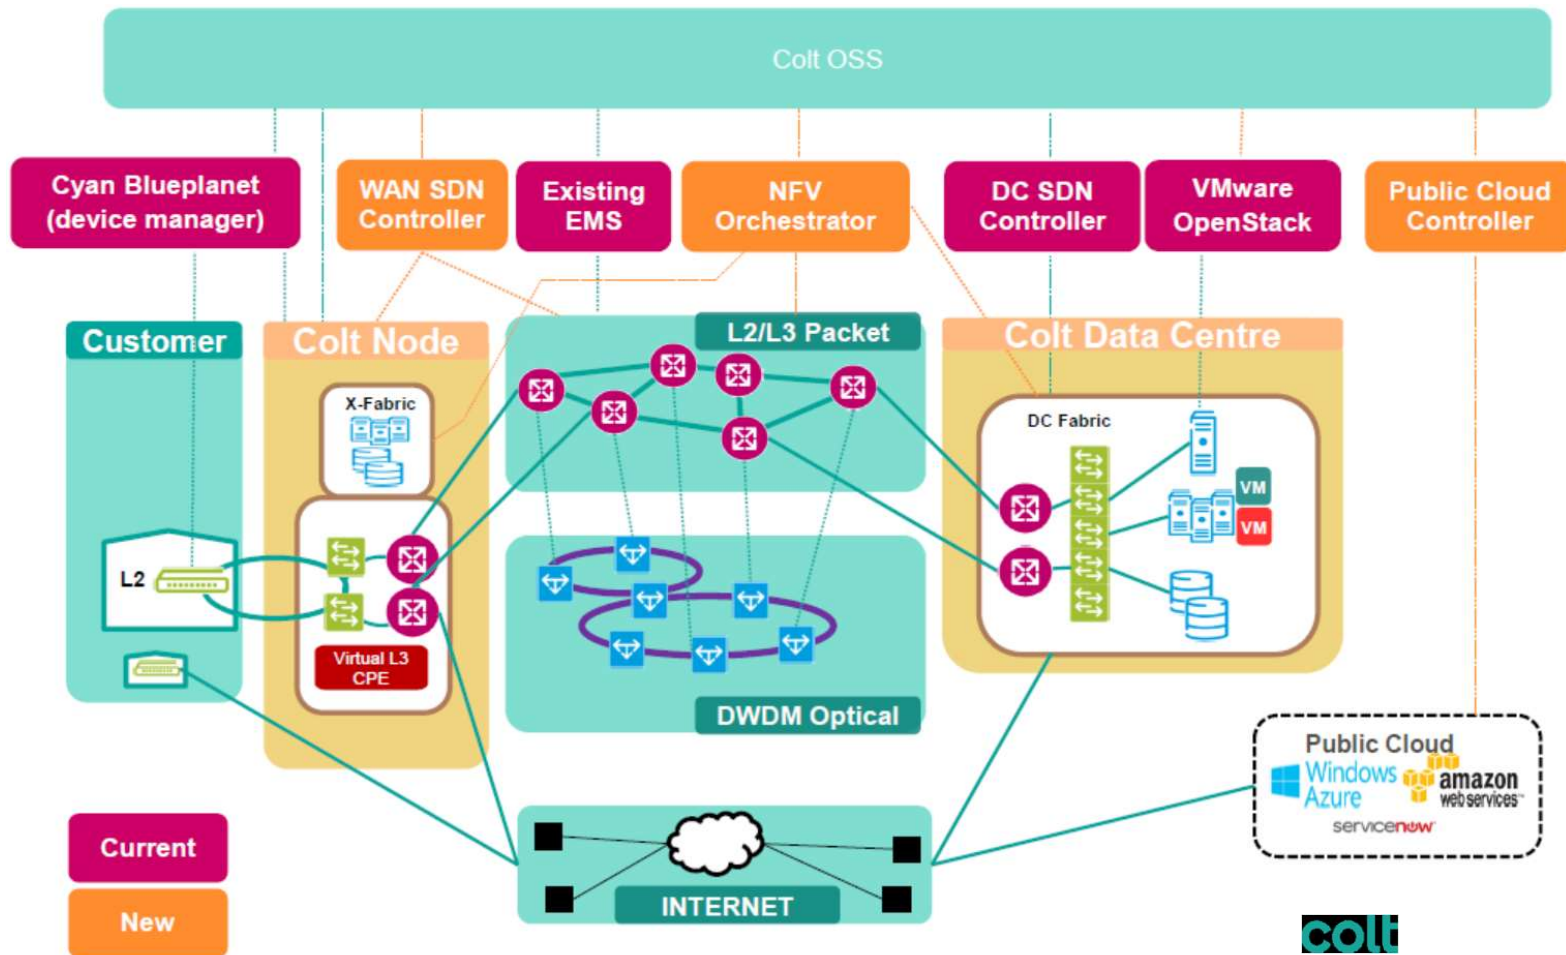 Colt OSS
Cyan Blueplanet
(device manager)
WAN SDN
Controller
Existing
EMS
NFV
Orchestrator
DC SDN
Controller
VMware
OpenStack
Public Cloud
Controller
Customer
Colt Node
L2/L3 Packet
Colt Data Centre
X-Fabric
DC Fabric
VM
VM
L2
Virtual L3
CPE
DWDM Optical
Public Cloud
Windows
Azure
amazon
web services™
servicenow
Current
New
INTERNET
colt